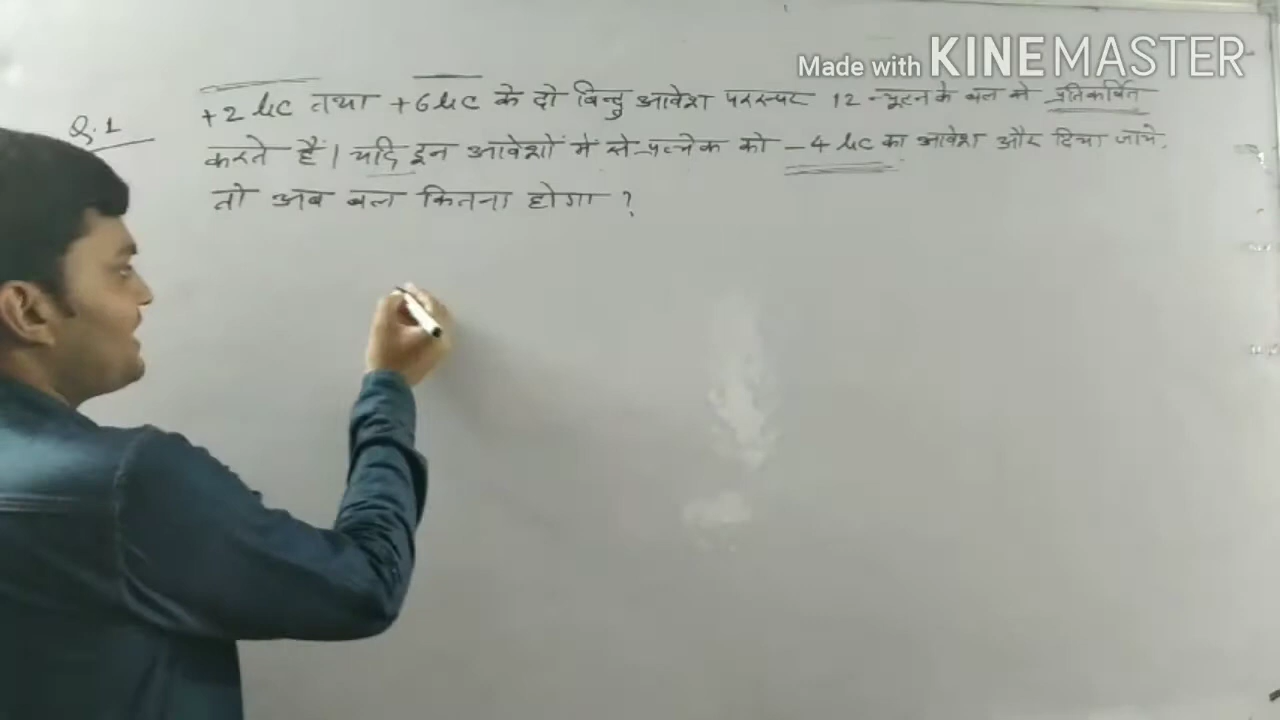 Made with KINEMASTER
Q.1 +2 μC तथा +6 μC के दो बिन्दु आवेश परस्पर 12 न्यूटन के बल से प्रतिकर्षित
करते हैं। यदि इन आवेशों में से प्रत्येक को -4 μC का आवेश और दिया जाये,
तो अब बल कितना होगा ?